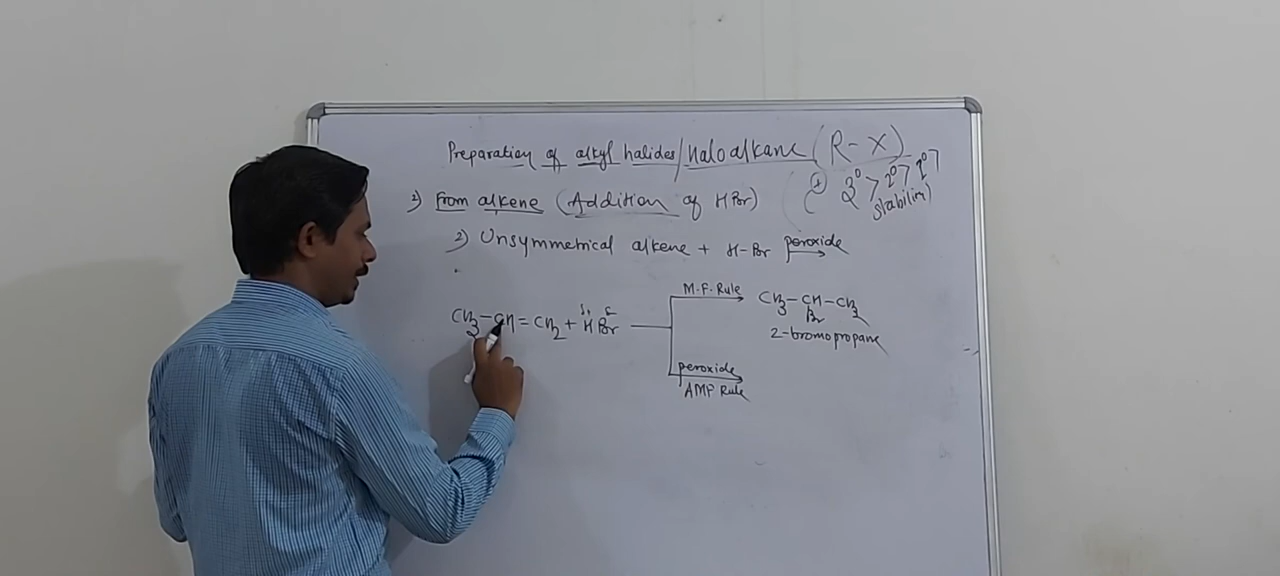 Preparation of alkyl halides/Haloalkane (R-X)
⊕ 3° > 2° > 1° >
stability
1) From alkene (Addition of HBr)
2) Unsymmetrical alkene + H-Br peroxide →
M.F. Rule
CH3-CH=CH2 + HBr
CH3-CH-CH3
Br
2-bromopropane
peroxide
AMF Rule